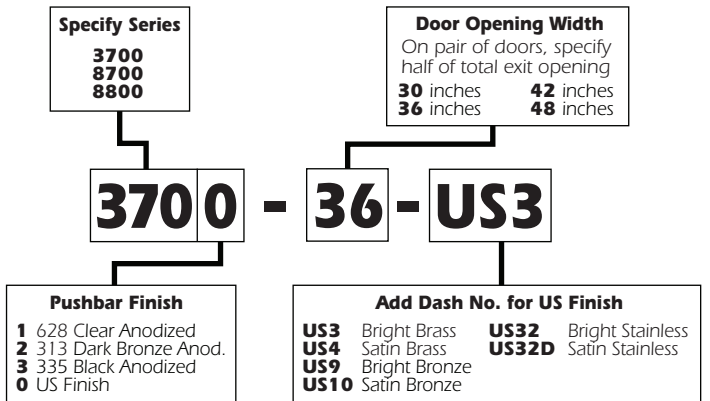 Specify Series
3700
8700
8800
Door Opening Width
On pair of doors, specify
half of total exit opening
30 inches 42 inches
36 inches 48 inches
3700 - 36 - US3
Pushbar Finish
1 628 Clear Anodized
2 313 Dark Bronze Anod.
3 335 Black Anodized
0 US Finish
Add Dash No. for US Finish
US3 Bright Brass US32 Bright Stainless
US4 Satin Brass US32D Satin Stainless
US9 Bright Bronze
US10 Satin Bronze